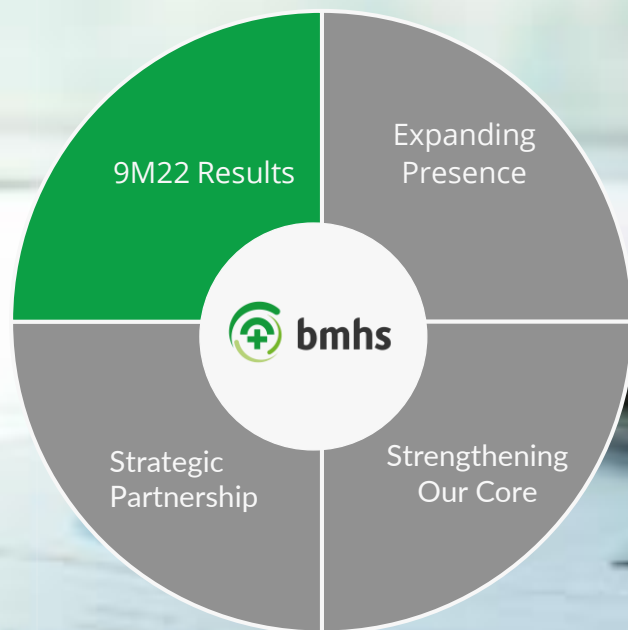 9M22 Results
Expanding
Presence
bmhs
Strategic
Partnership
Strengthening
Our Core